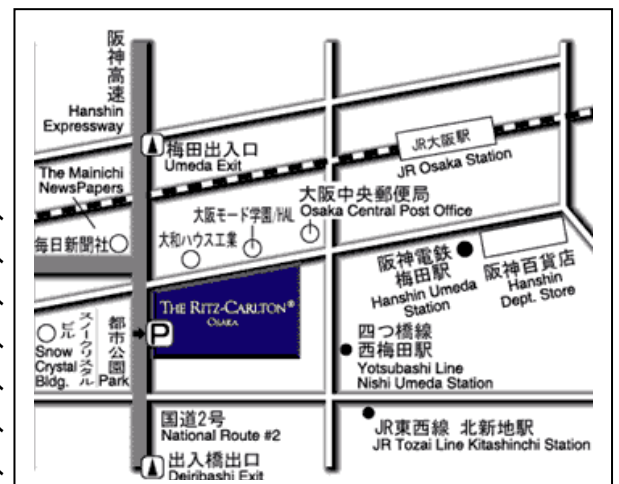 阪神高速
Hanshin
Expressway
梅田出入口
Umeda Exit
JR大阪駅
JR Osaka Station
The Mainichi
NewsPapers
毎日新聞社
大阪モード学園/HAL
大和ハウス工業
大阪中央郵便局
Osaka Central Post Office
阪神電鉄
梅田駅
Hanshin Umeda
Station
阪神百貨店
Hanshin
Dept. Store
THE RITZ-CARLTON®
OSAKA
P
スノークリスタル
ビル
Snow
Crystal
Bldg.
都市公園
Park
四つ橋線
西梅田駅
Yotsubashi Line
Nishi Umeda Station
国道2号
National Route #2
JR東西線 北新地駅
JR Tozai Line Kitashinchi Station
出入橋出口
Deiribashi Exit